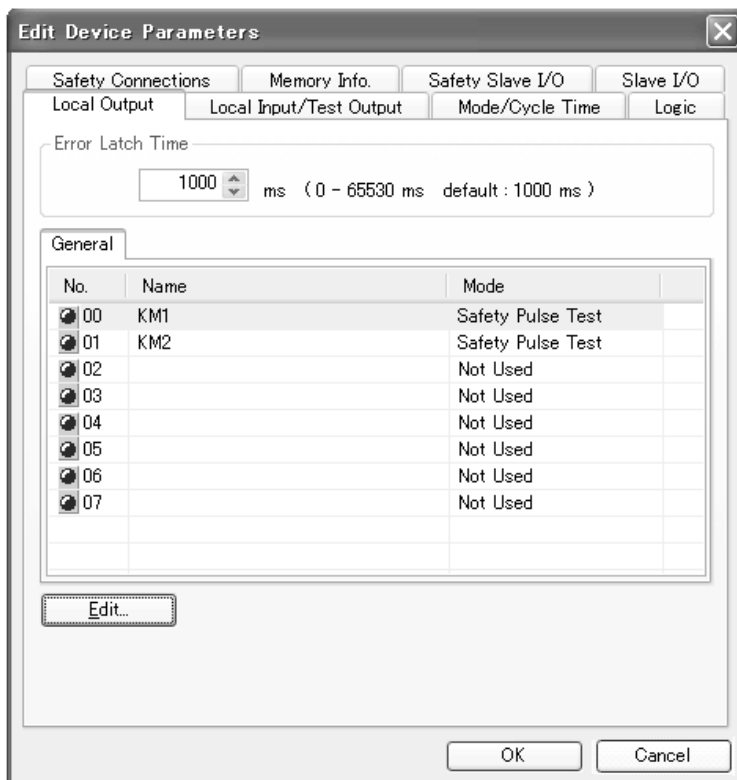 Edit Device Parameters
Safety Connections Memory Info. Safety Slave I/O Slave I/O
Local Output Local Input/Test Output Mode/Cycle Time Logic
Error Latch Time
1000 ms ( 0 - 65530 ms default : 1000 ms )
General
No. Name Mode
00 KM1 Safety Pulse Test
01 KM2 Safety Pulse Test
02 Not Used
03 Not Used
04 Not Used
05 Not Used
06 Not Used
07 Not Used
Edit...
OK Cancel